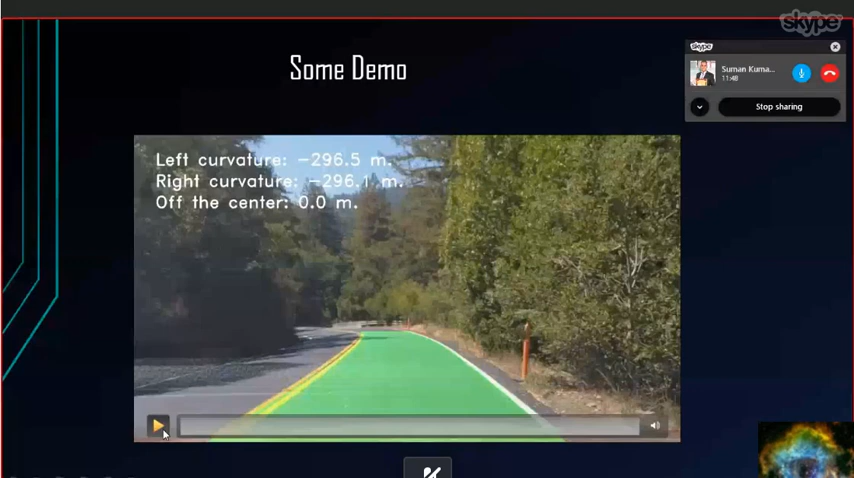 skype
Some Demo
skype
Suman Kuma...
11:48
Stop sharing
Left curvature: -296.5 m.
Right curvature: -296.1 m.
Off the center: 0.0 m.